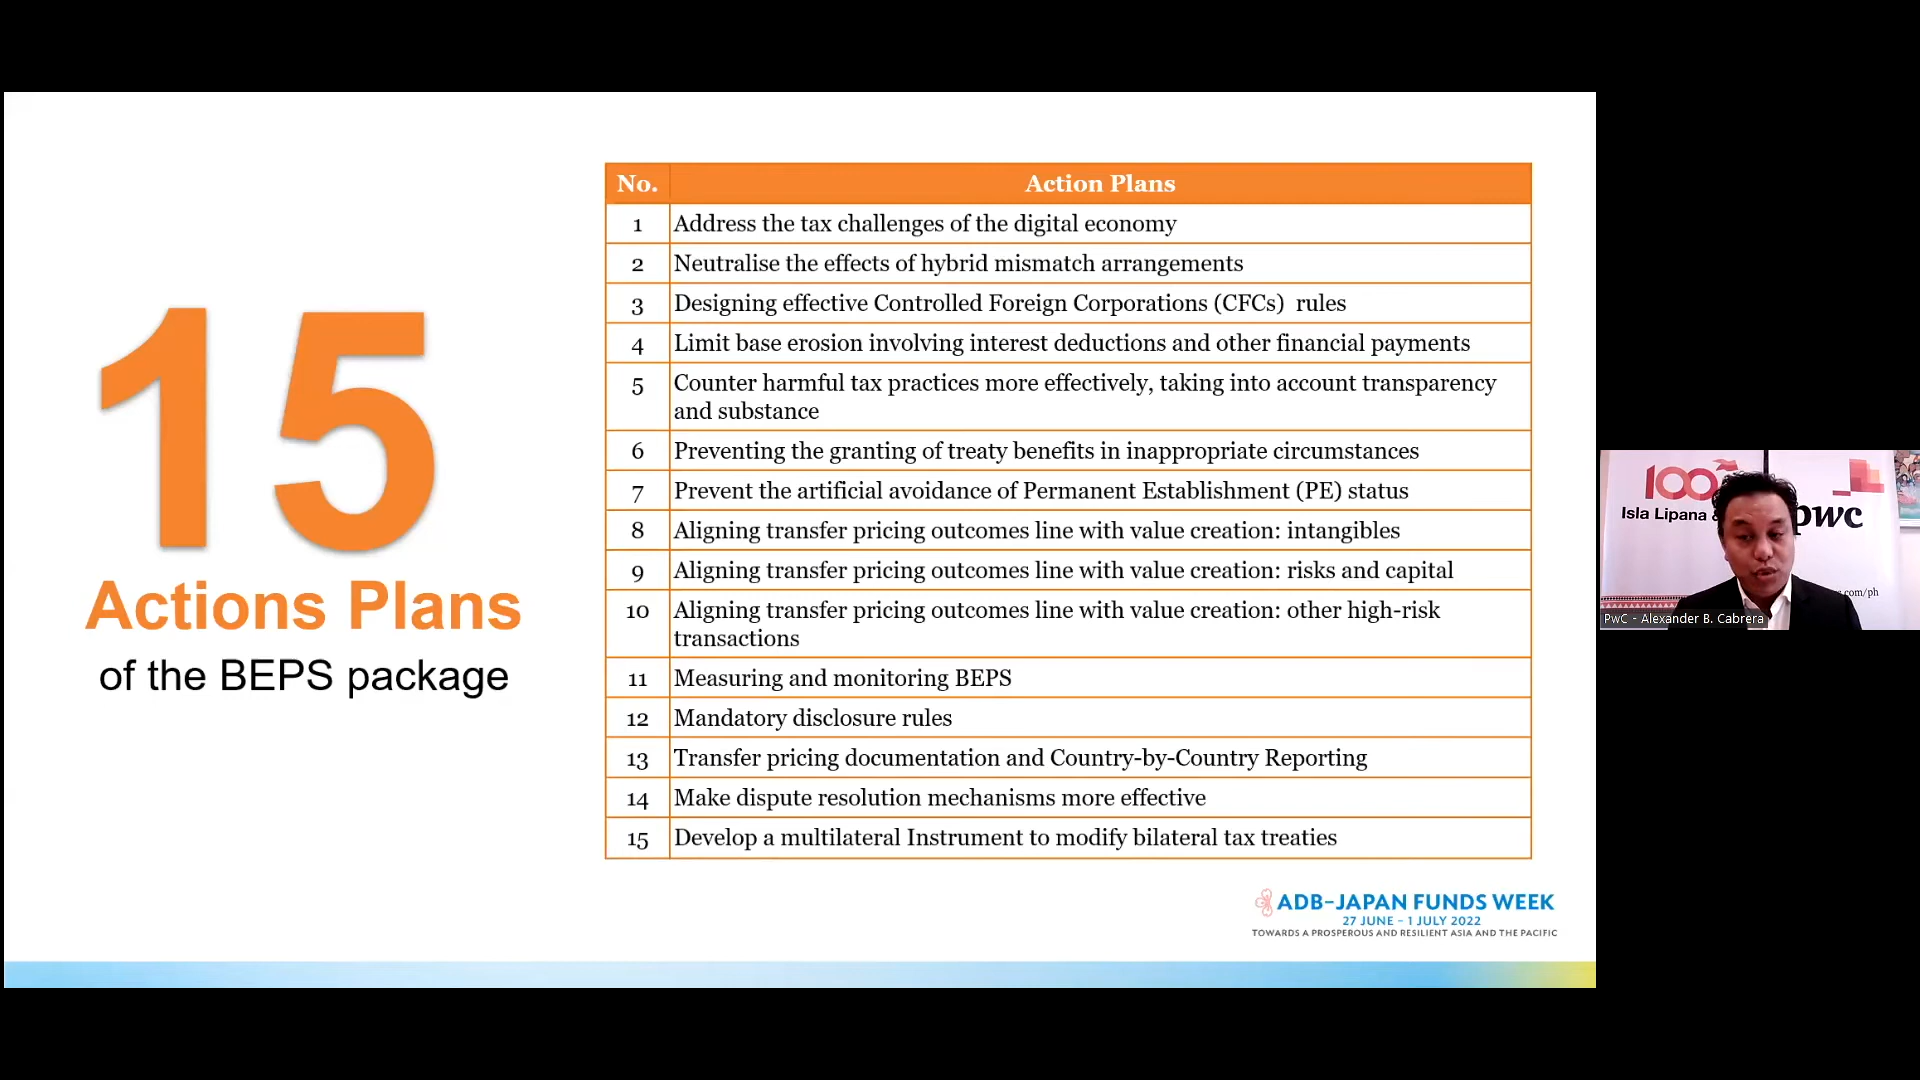 15
Actions Plans
of the BEPS package
No. Action Plans
1 Address the tax challenges of the digital economy
2 Neutralise the effects of hybrid mismatch arrangements
3 Designing effective Controlled Foreign Corporations (CFCs) rules
4 Limit base erosion involving interest deductions and other financial payments
5 Counter harmful tax practices more effectively, taking into account transparency
and substance
6 Preventing the granting of treaty benefits in inappropriate circumstances
7 Prevent the artificial avoidance of Permanent Establishment (PE) status
8 Aligning transfer pricing outcomes line with value creation: intangibles
9 Aligning transfer pricing outcomes line with value creation: risks and capital
10 Aligning transfer pricing outcomes line with value creation: other high-risk
transactions
11 Measuring and monitoring BEPS
12 Mandatory disclosure rules
13 Transfer pricing documentation and Country-by-Country Reporting
14 Make dispute resolution mechanisms more effective
15 Develop a multilateral Instrument to modify bilateral tax treaties
ADB-JAPAN FUNDS WEEK
27 JUNE - 1 JULY 2022
TOWARDS A PROSPEROUS AND RESILIENT ASIA AND THE PACIFIC
100
Isla Lipana
pwc
.com/ph
PwC - Alexander B. Cabrera